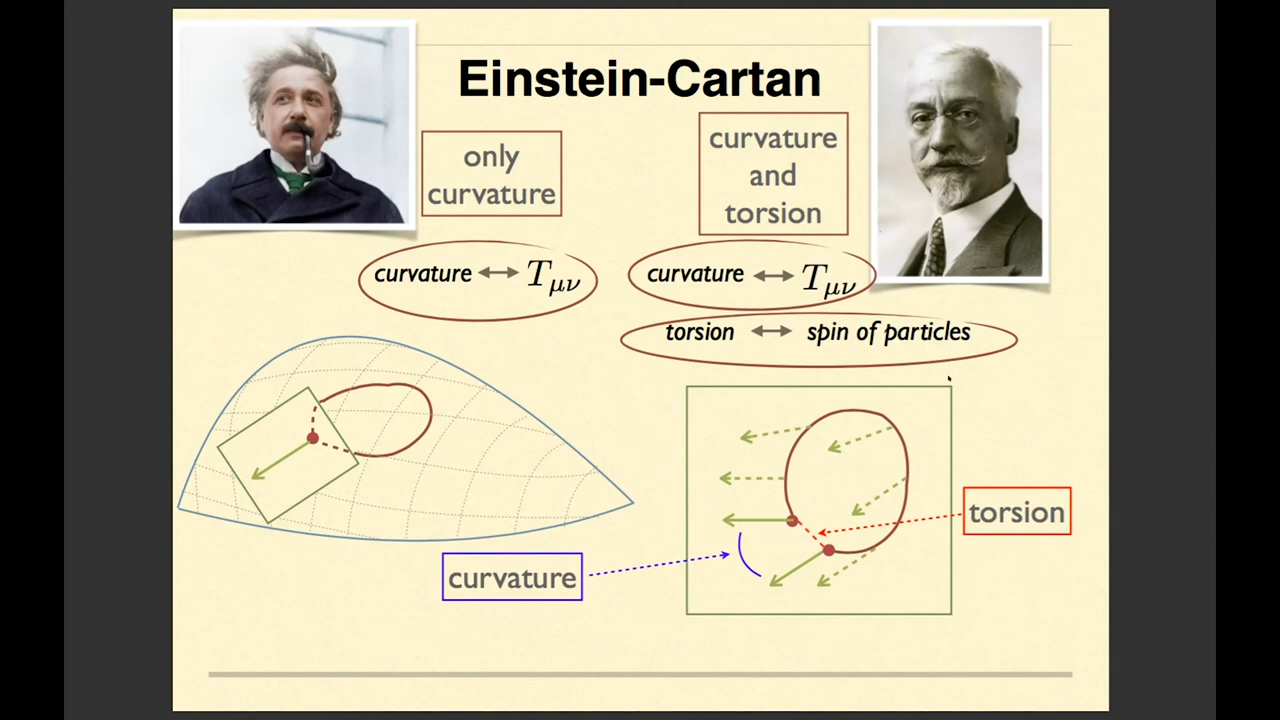 Einstein-Cartan
only
curvature
curvature
and
torsion
curvature ↔ Tμν
curvature ↔ Tμν
torsion ↔ spin of particles
torsion
curvature